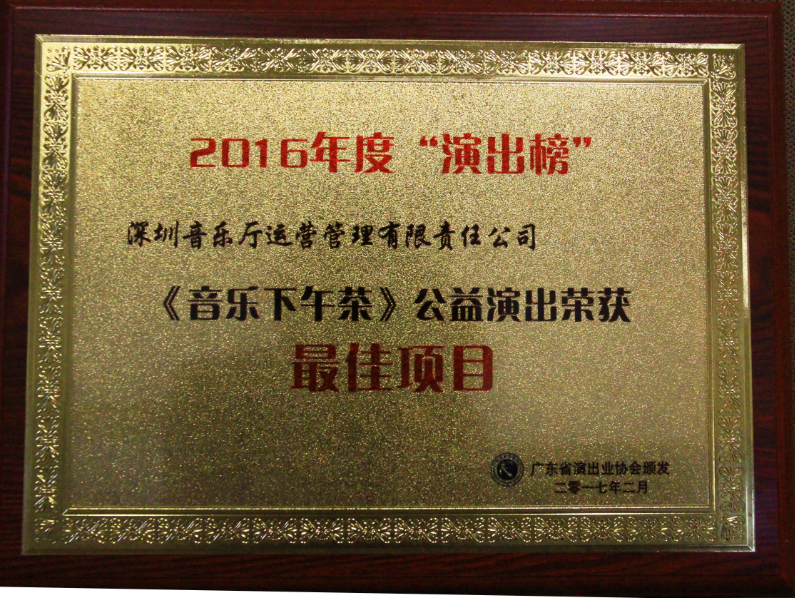 2016年度“演出榜”
深圳音乐厅运营管理有限责任公司
《音乐下午茶》公益演出荣获
最佳项目
广东省演出业协会颁发
二零一七年二月